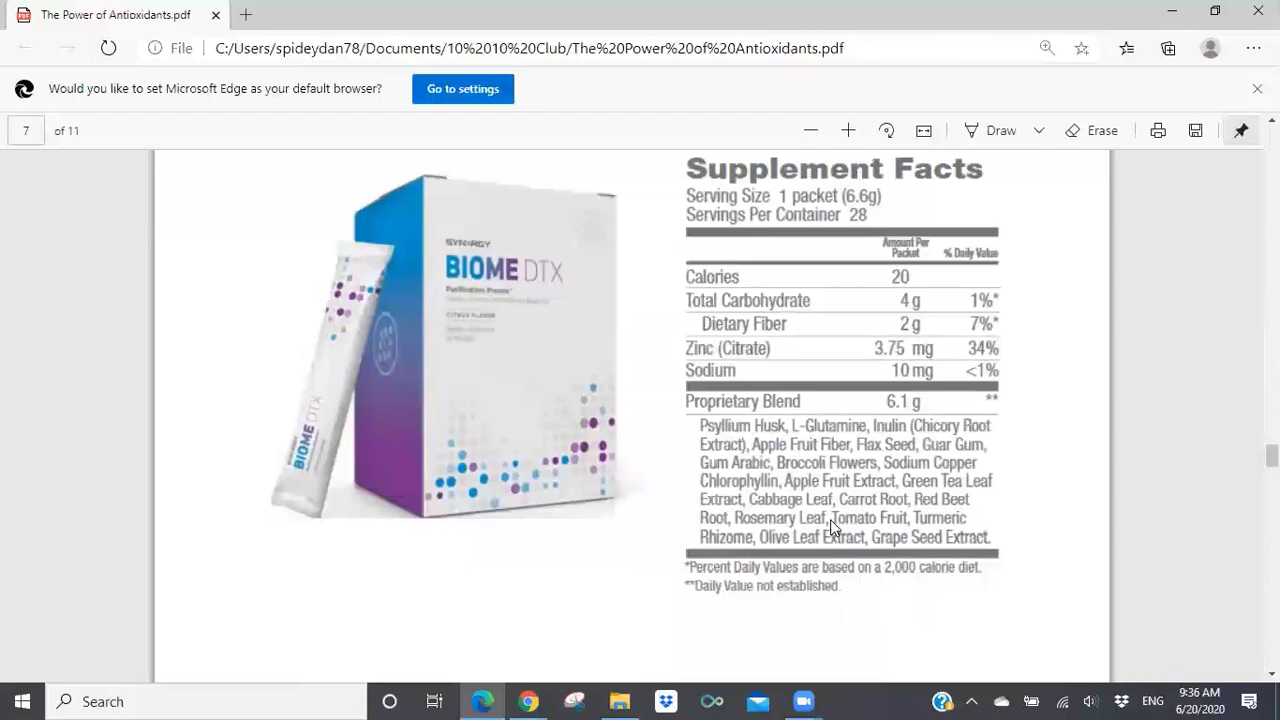 The Power of Antioxidants.pdf
File
C:/Users/spideydan78/Documents/10%2010%20Club/The%20Power%20of%20Antioxidants.pdf
Would you like to set Microsoft Edge as your default browser?
Go to settings
7 of 11
Draw
Erase
SYNERGY
BIOME DTX
CITRUS FLAVOR
BIOME DTX
Supplement Facts
Serving Size 1 packet (6.6g)
Servings Per Container 28
Amount Per Packet
% Daily Value
Calories 20
Total Carbohydrate 4 g 1%*
Dietary Fiber 2 g 7%*
Zinc (Citrate) 3.75 mg 34%
Sodium 10 mg <1%
Proprietary Blend 6.1 g **
Psyllium Husk, L-Glutamine, Inulin (Chicory Root
Extract), Apple Fruit Fiber, Flax Seed, Guar Gum,
Gum Arabic, Broccoli Flowers, Sodium Copper
Chlorophyllin, Apple Fruit Extract, Green Tea Leaf
Extract, Cabbage Leaf, Carrot Root, Red Beet
Root, Rosemary Leaf, Tomato Fruit, Turmeric
Rhizome, Olive Leaf Extract, Grape Seed Extract.
*Percent Daily Values are based on a 2,000 calorie diet.
**Daily Value not established.
Search
ENG
9:36 AM
6/20/2020